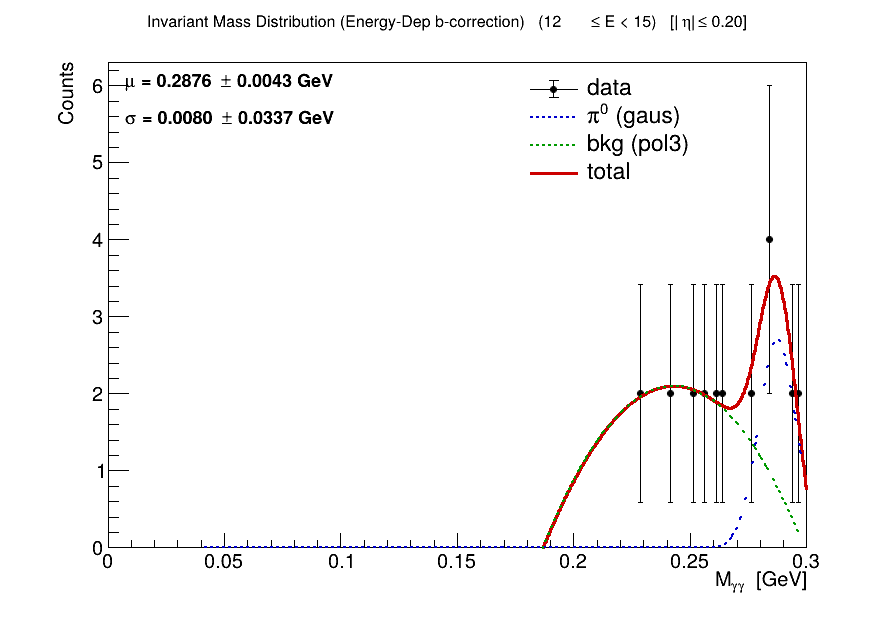 Invariant Mass Distribution (Energy-Dep b-correction) (12 ≤ E < 15) [| η| ≤ 0.20]
Counts
μ = 0.2876 ± 0.0043 GeV
σ = 0.0080 ± 0.0337 GeV
data
π⁰ (gaus)
bkg (pol3)
total
6
5
4
3
2
1
0
0 0.05 0.1 0.15 0.2 0.25 0.3
Mγγ [GeV]